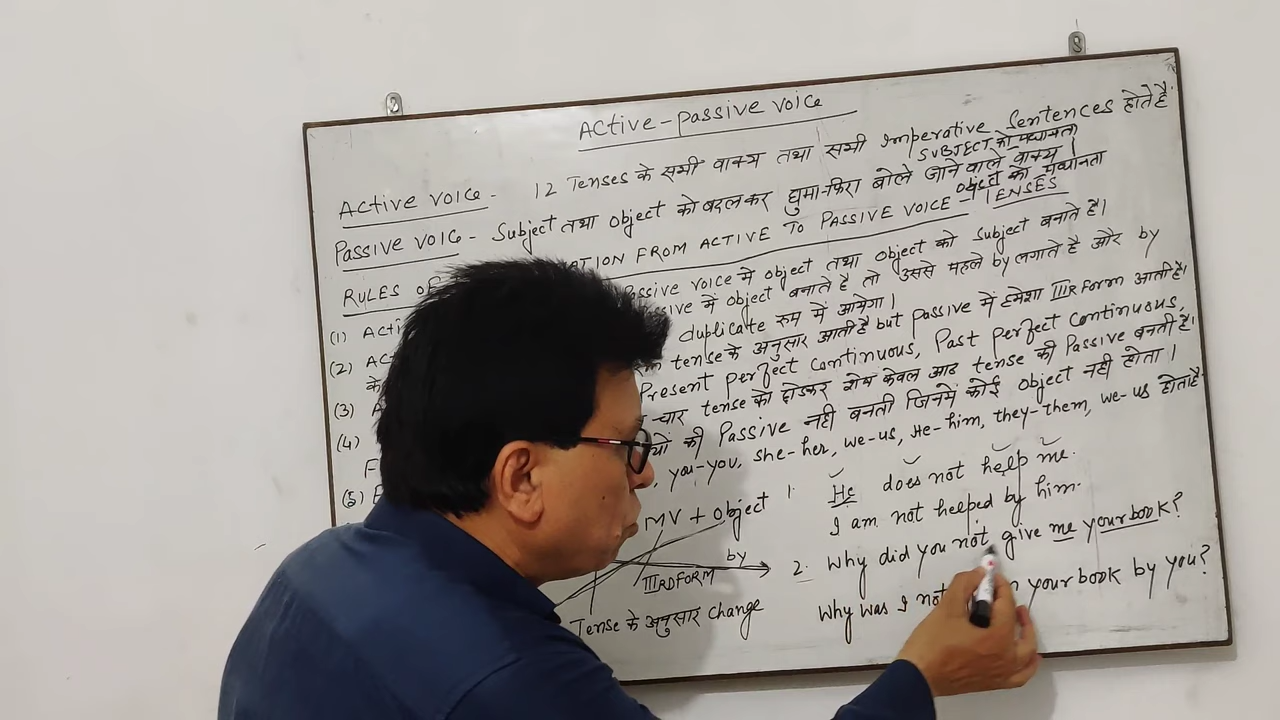 Active-passive voice
Active voice- 12 Tenses के सभी वाक्य तथा सभी Imperative Sentences होते हैं
SUBJECT को प्रधानता
Passive voic- Subject तथा object को बदलकर घुमा-फिरा बोले जाने वाले वाक्य।
object को प्रधानता
RULES OF ATION FROM ACTIVE TO PASSIVE VOICE- TENSES
(1) Acti passive voice में object तथा object को subject बनाते है।
(2) Ac में object बनाते है तो उससे पहले by लगाते है और by
के duplicate रूप में आयेगा।
(3) A tense के अनुसार आती है but passive में हमेशा IIIRD Form आती है।
(4) Present perfect continuous, Past perfect continuous,
F चार tense को छोडकर शेष केवल आठ tense की Passive बनती है।
(5) E की Passive नही बनती जिनमें कोई object नही होता।
you-you, she-her, we-us, He-him, they-them, we-us होता है
MV + object
by
IIIRD FORM
Tense के अनुसार change
1. He does not help me.
I am not helped by him.
2. Why did you not give me your book?
Why was I not your book by you?